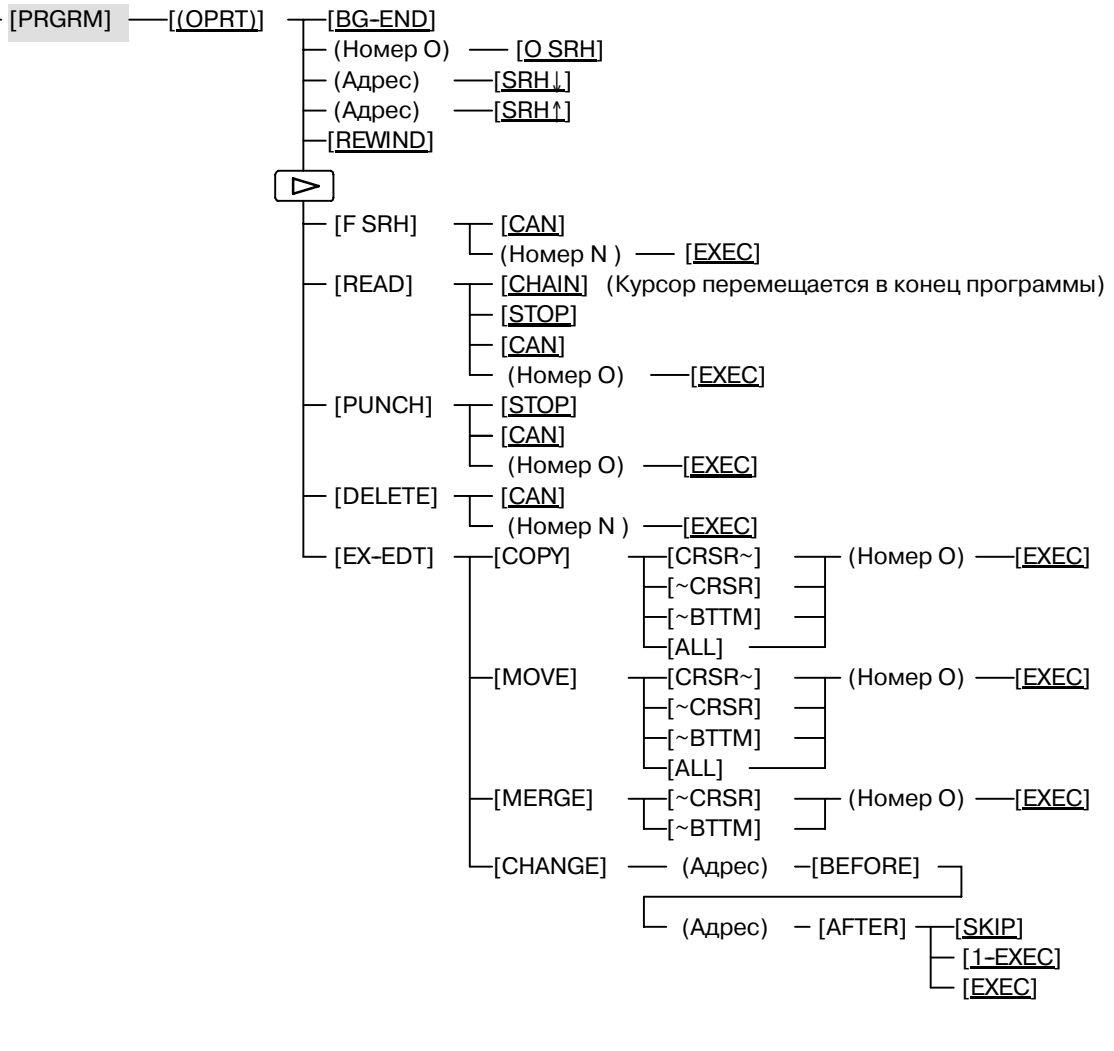 [PRGRM] [(OPRT)] [BG-END]
(Номер O) [O SRH]
(Адрес) [SRH↓]
(Адрес) [SRH↑]
[REWIND]
[F SRH] [CAN]
(Номер N ) [EXEC]
[READ] [CHAIN] (Курсор перемещается в конец программы)
[STOP]
[CAN]
(Номер O) [EXEC]
[PUNCH] [STOP]
[CAN]
(Номер O) [EXEC]
[DELETE] [CAN]
(Номер N ) [EXEC]
[EX-EDT] [COPY] [CRSR~] (Номер O) [EXEC]
[~CRSR]
[~BTTM]
[ALL]
[MOVE] [CRSR~] (Номер O) [EXEC]
[~CRSR]
[~BTTM]
[ALL]
[MERGE] [~CRSR] (Номер O) [EXEC]
[~BTTM]
[CHANGE] (Адрес) [BEFORE]
(Адрес) [AFTER] [SKIP]
[1-EXEC]
[EXEC]